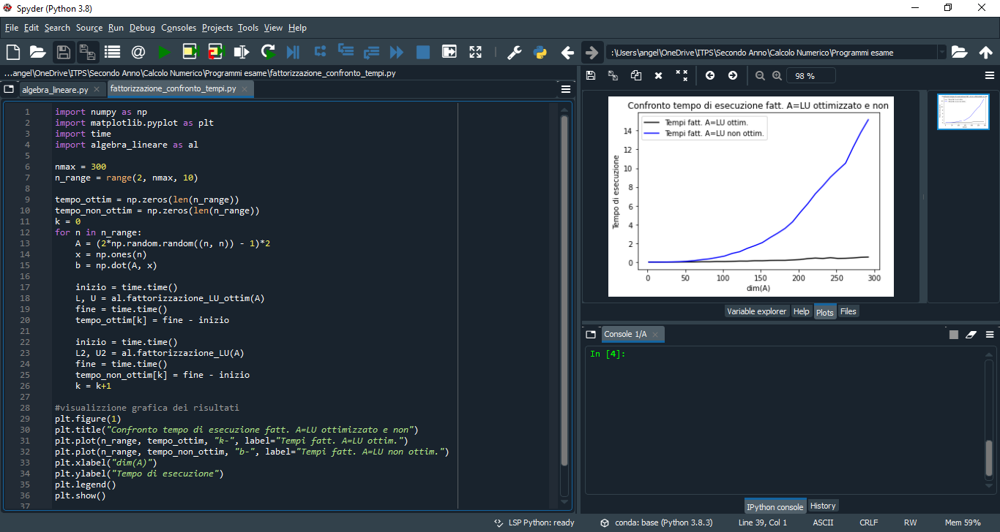 Spyder (Python 3.8)
File Edit Search Source Run Debug Consoles Projects Tools View Help
:\Users\angel\OneDrive\ITPS\Secondo Anno\Calcolo Numerico\Programmi esame
...angel\OneDrive\ITPS\Secondo Anno\Calcolo Numerico\Programmi esame\fattorizzazione_confronto_tempi.py
algebra_lineare.py fattorizzazione_confronto_tempi.py
1 import numpy as np
2 import matplotlib.pyplot as plt
3 import time
4 import algebra_lineare as al
5
6 nmax = 300
7 n_range = range(2, nmax, 10)
8
9 tempo_ottim = np.zeros(len(n_range))
10 tempo_non_ottim = np.zeros(len(n_range))
11 k = 0
12 for n in n_range:
13 A = (2*np.random.random((n, n)) - 1)*2
14 x = np.ones(n)
15 b = np.dot(A, x)
16
17 inizio = time.time()
18 L, U = al.fattorizzazione_LU_ottim(A)
19 fine = time.time()
20 tempo_ottim[k] = fine - inizio
21
22 inizio = time.time()
23 L2, U2 = al.fattorizzazione_LU(A)
24 fine = time.time()
25 tempo_non_ottim[k] = fine - inizio
26 k = k+1
27
28 #visualizzione grafica dei risultati
29 plt.figure(1)
30 plt.title("Confronto tempo di esecuzione fatt. A=LU ottimizzato e non")
31 plt.plot(n_range, tempo_ottim, "k-", label="Tempi fatt. A=LU ottim.")
32 plt.plot(n_range, tempo_non_ottim, "b-", label="Tempi fatt. A=LU non ottim.")
33 plt.xlabel("dim(A)")
34 plt.ylabel("Tempo di esecuzione")
35 plt.legend()
36 plt.show()
37
98 %
Confronto tempo di esecuzione fatt. A=LU ottimizzato e non
Tempi fatt. A=LU ottim.
Tempi fatt. A=LU non ottim.
Tempo di esecuzione
14
12
10
8
6
4
2
0
0 50 100 150 200 250 300
dim(A)
Variable explorer Help Plots Files
Console 1/A
In [4]:
IPython console History
LSP Python: ready conda: base (Python 3.8.3) Line 39, Col 1 ASCII CRLF RW Mem 59%